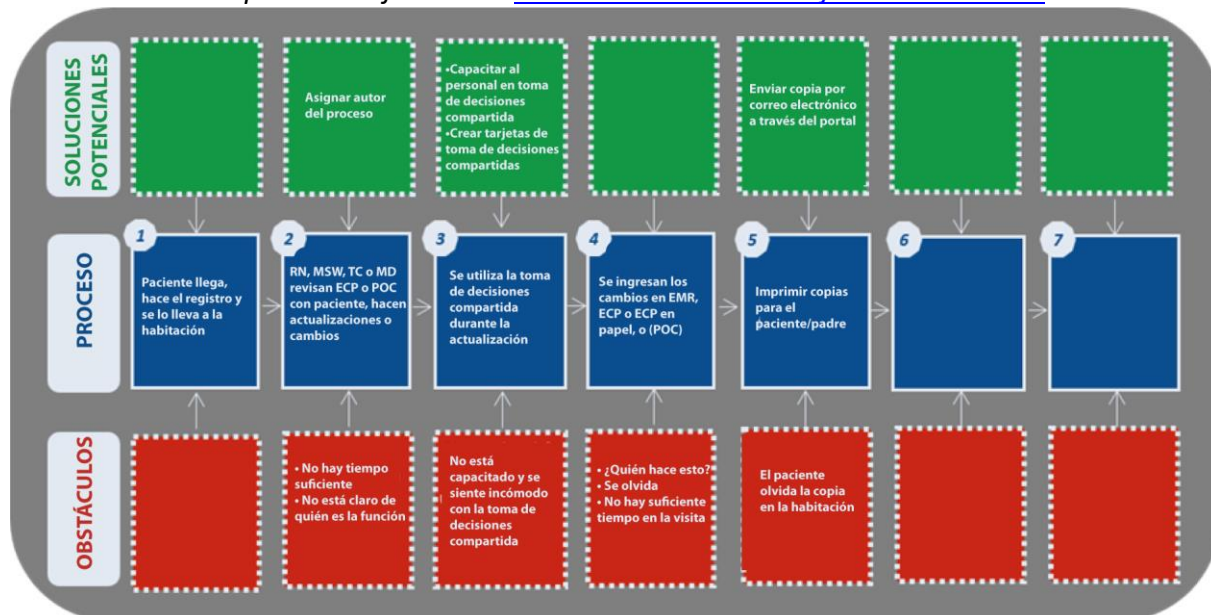 SOLUCIONES
POTENCIALES
Asignar autor
del proceso
•Capacitar al
personal en toma
de decisiones
compartida
•Crear tarjetas de
toma de decisiones
compartidas
Enviar copia por
correo electrónico
a través del portal
PROCESO
1
Paciente llega,
hace el registro y
se lo lleva a la
habitación
2
RN, MSW, TC o MD
revisan ECP o POC
con paciente, hacen
actualizaciones o
cambios
3
Se utiliza la toma
de decisiones
compartida
durante la
actualización
4
Se ingresan los
cambios en EMR,
ECP o ECP en
papel, o (POC)
5
Imprimir copias
para el
paciente/padre
6
7
OBSTÁCULOS
• No hay tiempo
suficiente
• No está claro de
quién es la función
No está
capacitado y se
siente incómodo
con la toma de
decisiones
compartida
• ¿Quién hace esto?
• Se olvida
• No hay suficiente
tiempo en la visita
El paciente
olvida la copia
en la habitación